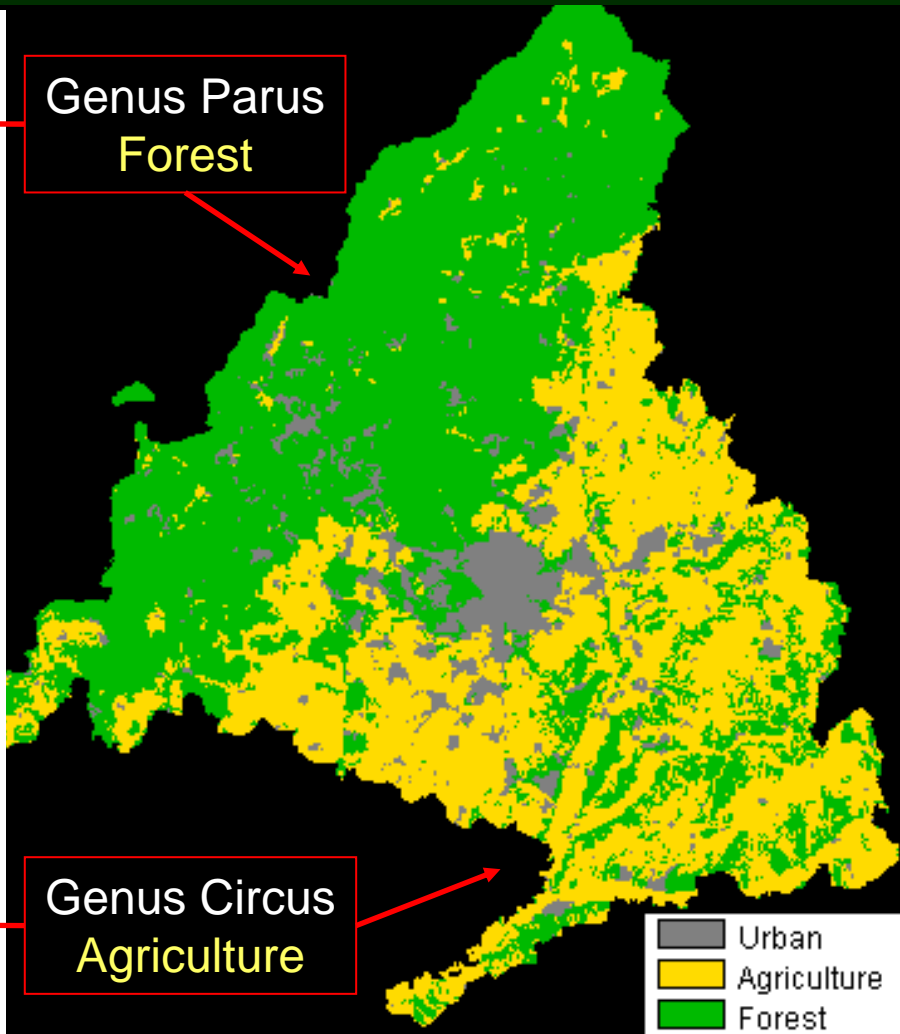 Genus Parus
Forest
Genus Circus
Agriculture
Urban
Agriculture
Forest